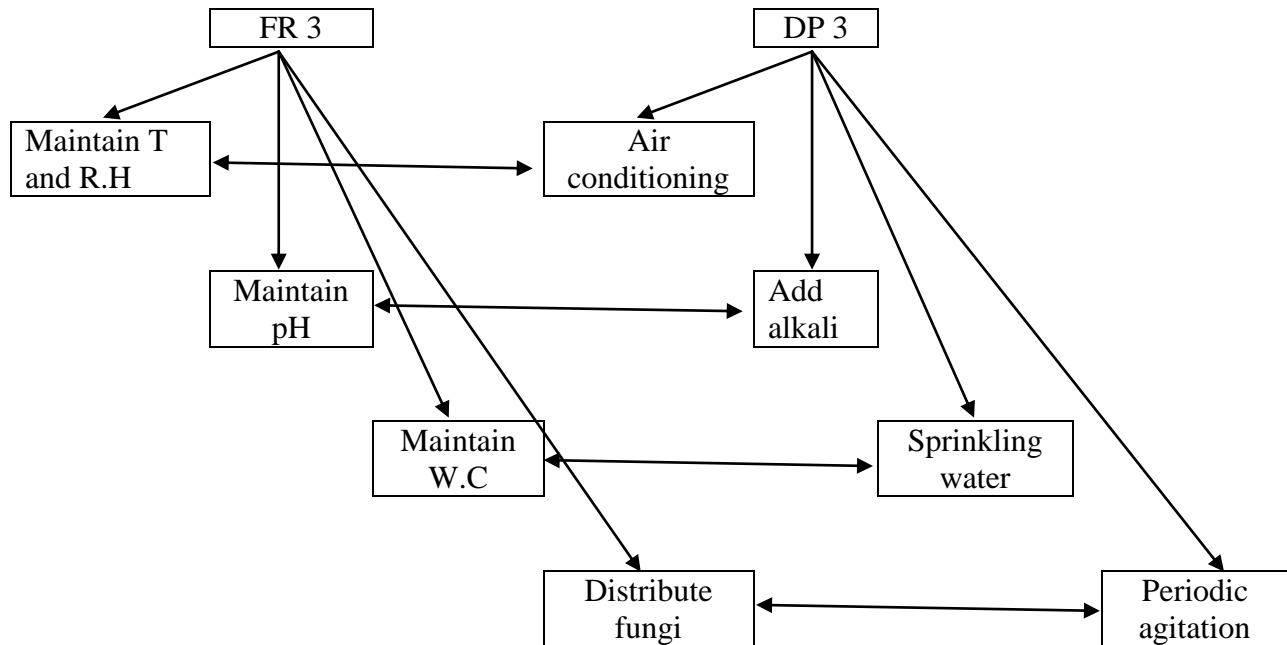 FR 3
DP 3
Maintain T
and R.H
Air
conditioning
Maintain
pH
Add
alkali
Maintain
W.C
Sprinkling
water
Distribute
fungi
Periodic
agitation